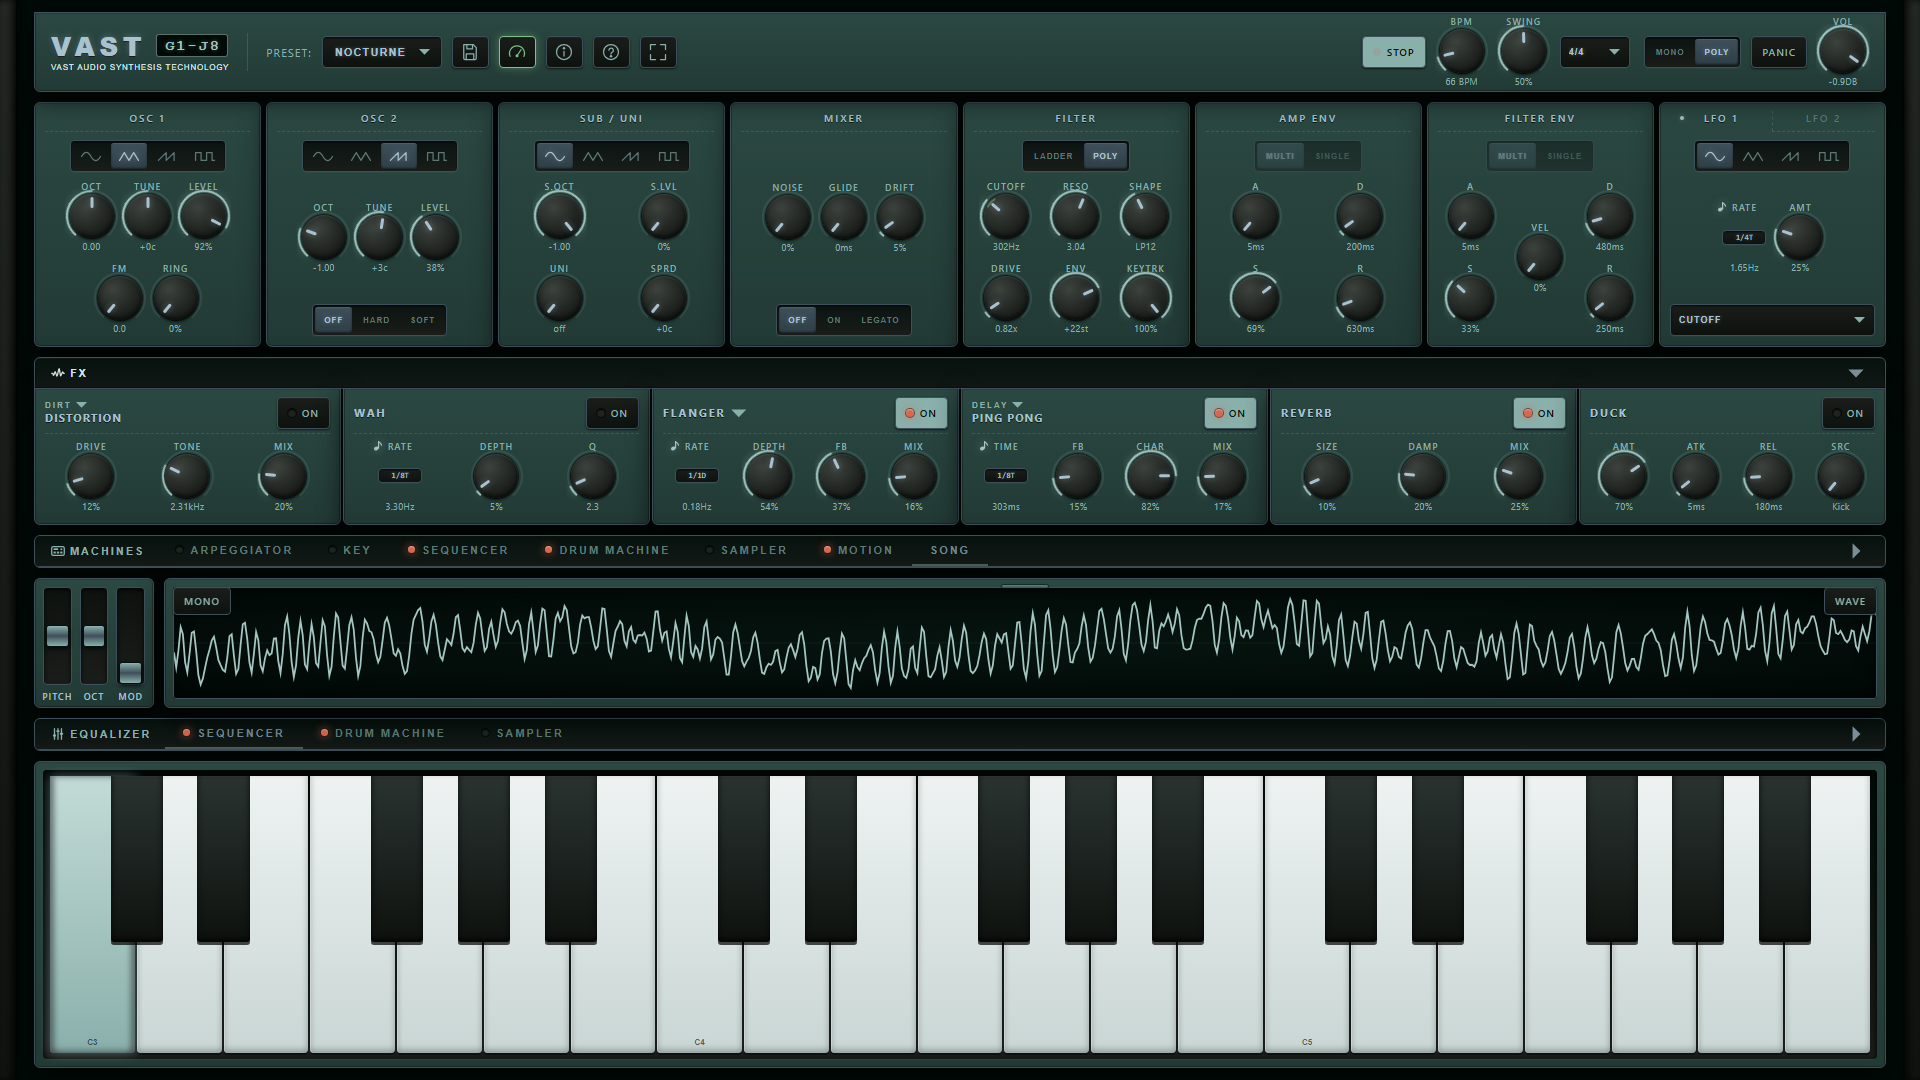 VAST G1-J8
VAST AUDIO SYNTHESIS TECHNOLOGY
PRESET: NOCTURNE
STOP
BPM
66 BPM
SWING
50%
4/4
MONO POLY
PANIC
VOL
-0.9DB
OSC 1
OCT TUNE LEVEL
0.00 +0c 92%
FM RING
0.0 0%
OSC 2
OCT TUNE LEVEL
-1.00 +3c 38%
OFF HARD SOFT
SUB / UNI
S.OCT S.LVL
-1.00 0%
UNI SPRD
off +0c
MIXER
NOISE GLIDE DRIFT
0% 0ms 5%
OFF ON LEGATO
FILTER
LADDER POLY
CUTOFF RESO SHAPE
302Hz 3.04 LP12
DRIVE ENV KEYTRK
0.82x +22st 100%
AMP ENV
MULTI SINGLE
A D
5ms 200ms
S R
69% 630ms
FILTER ENV
MULTI SINGLE
A D
5ms 480ms
VEL
0%
S R
33% 250ms
LFO 1 LFO 2
RATE AMT
1/4T
1.65Hz 25%
CUTOFF
FX
DIRT
DISTORTION
ON
DRIVE TONE MIX
12% 2.31kHz 20%
WAH
ON
RATE DEPTH Q
1/8T
3.30Hz 5% 2.3
FLANGER
ON
RATE DEPTH FB MIX
1/1D
0.18Hz 54% 37% 16%
DELAY
PING PONG
ON
TIME FB CHAR MIX
1/8T
303ms 15% 82% 17%
REVERB
ON
SIZE DAMP MIX
10% 20% 25%
DUCK
ON
AMT ATK REL SRC
70% 5ms 180ms Kick
MACHINES ARPEGGIATOR KEY SEQUENCER DRUM MACHINE SAMPLER MOTION SONG
PITCH OCT MOD
MONO
WAVE
EQUALIZER SEQUENCER DRUM MACHINE SAMPLER
C3 C4 C5